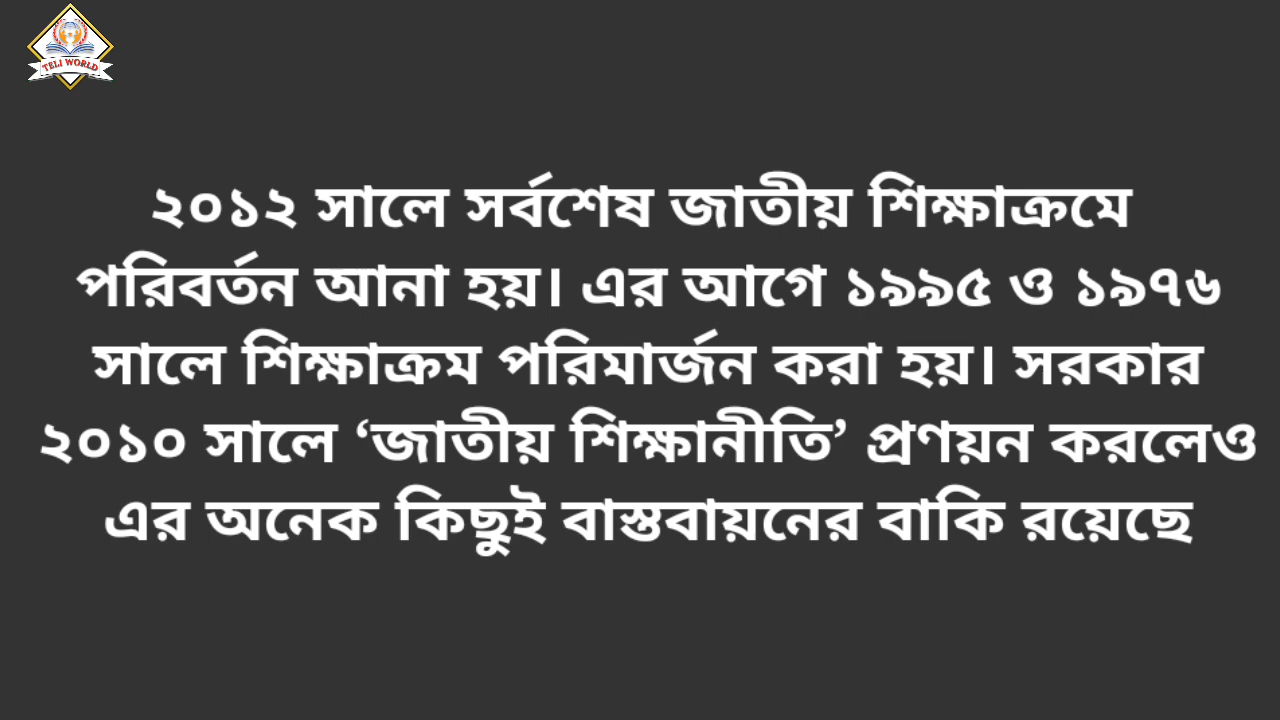 TELI WORLD
২০১২ সালে সর্বশেষ জাতীয় শিক্ষাক্রমে
পরিবর্তন আনা হয়। এর আগে ১৯৯৫ ও ১৯৭৬
সালে শিক্ষাক্রম পরিমার্জন করা হয়। সরকার
২০১০ সালে ‘জাতীয় শিক্ষানীতি’ প্রণয়ন করলেও
এর অনেক কিছুই বাস্তবায়নের বাকি রয়েছে